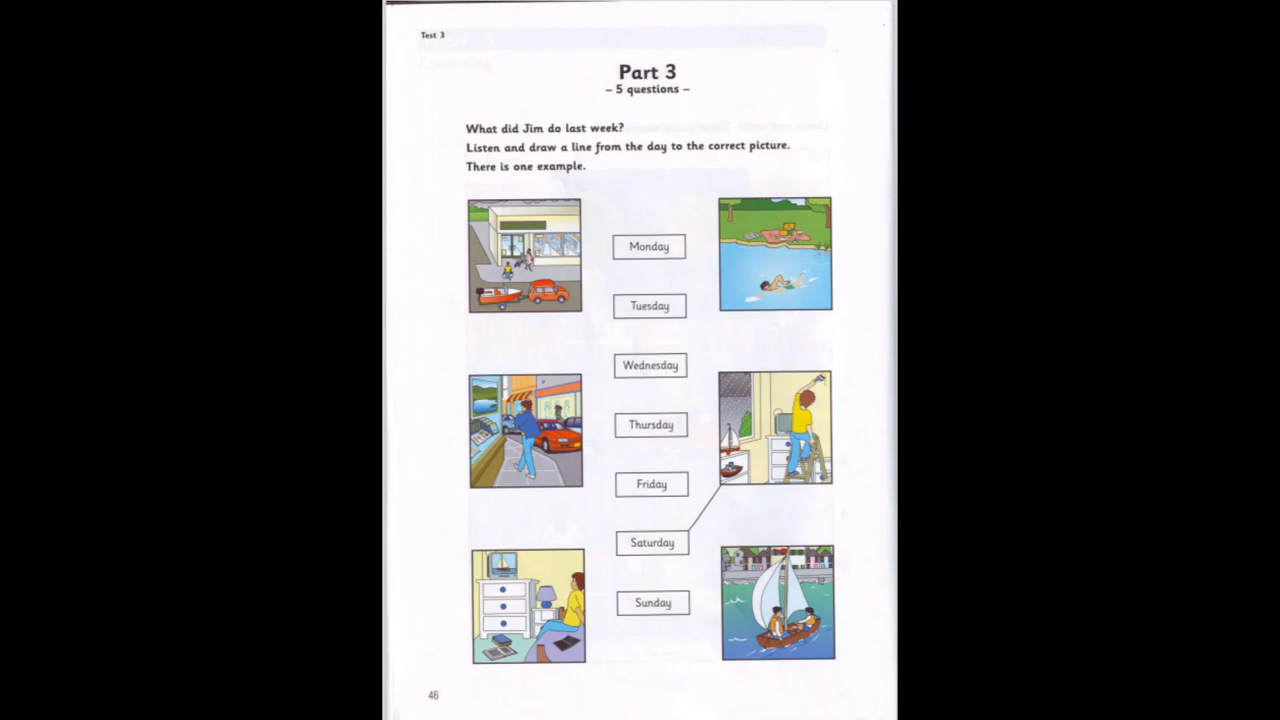 Test 3
Part 3
– 5 questions –
What did Jim do last week?
Listen and draw a line from the day to the correct picture.
There is one example.
Monday
Tuesday
Wednesday
Thursday
Friday
Saturday
Sunday
46